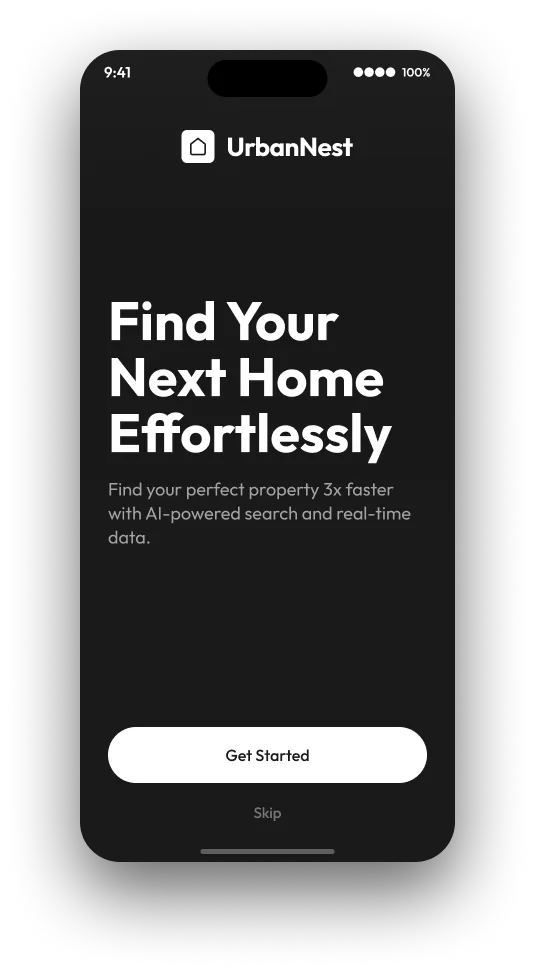 9:41
100%
UrbanNest
Find Your
Next Home
Effortlessly
Find your perfect property 3x faster
with AI-powered search and real-time
data.
Get Started
Skip